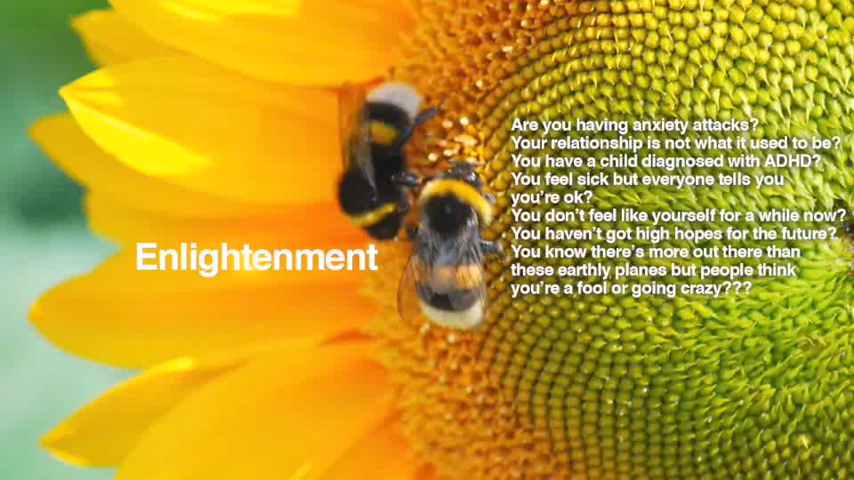 Enlightenment
Are you having anxiety attacks?
Your relationship is not what it used to be?
You have a child diagnosed with ADHD?
You feel sick but everyone tells you
you're ok?
You don't feel like yourself for a while now?
You haven't got high hopes for the future?
You know there's more out there than
these earthly planes but people think
you're a fool or going crazy???